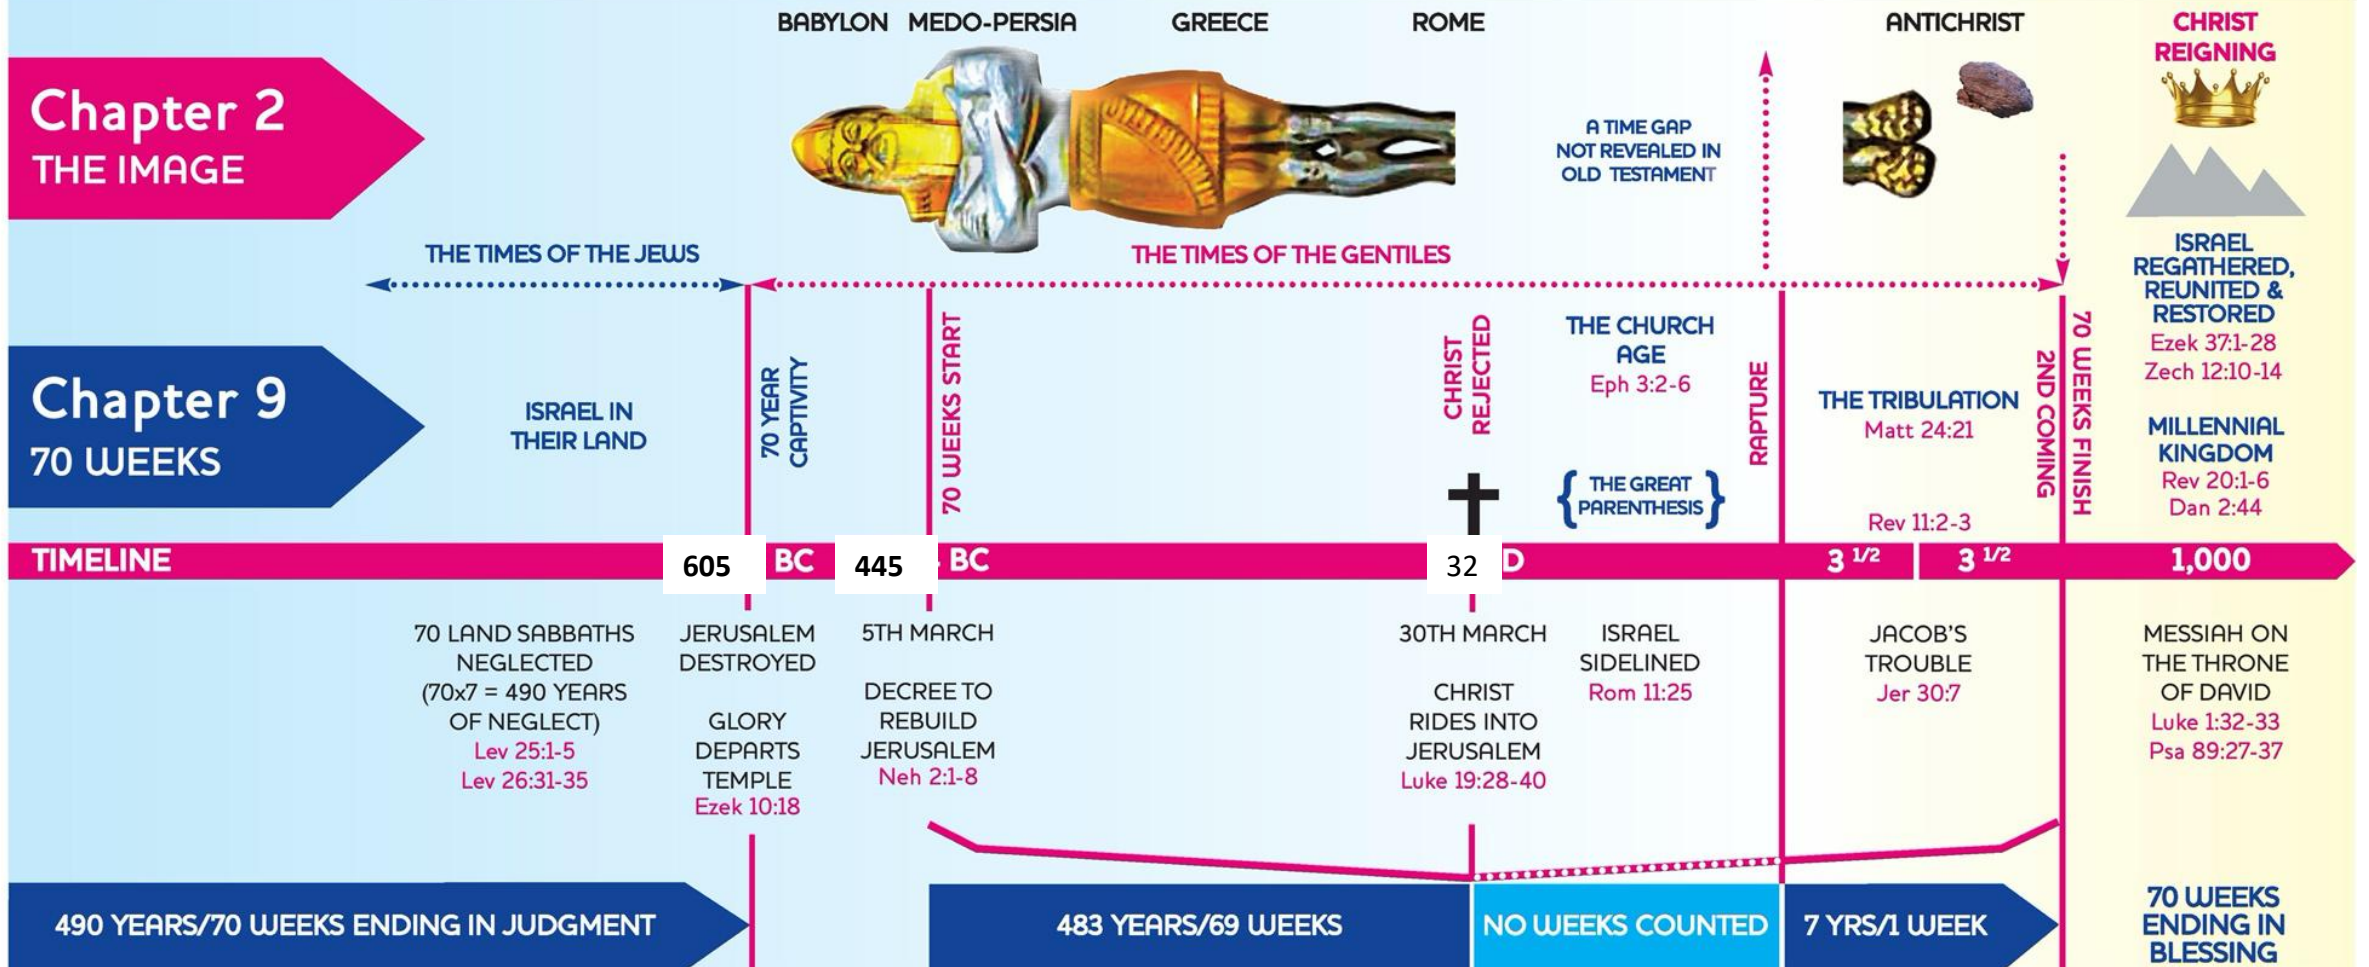 BABYLON
MEDO-PERSIA
GREECE
ROME
ANTICHRIST
CHRIST
REIGNING
Chapter 2
THE IMAGE
A TIME GAP
NOT REVEALED IN
OLD TESTAMENT
THE TIMES OF THE JEWS
THE TIMES OF THE GENTILES
ISRAEL
REGATHERED,
REUNITED &
RESTORED
Ezek 37:1-28
Zech 12:10-14
MILLENNIAL
KINGDOM
Rev 20:1-6
Dan 2:44
Chapter 9
70 WEEKS
ISRAEL IN
THEIR LAND
70 YEAR
CAPTIVITY
70 WEEKS START
CHRIST
REJECTED
THE CHURCH
AGE
Eph 3:2-6
{ THE GREAT
PARENTHESIS }
RAPTURE
THE TRIBULATION
Matt 24:21
Rev 11:2-3
2ND COMING
70 WEEKS FINISH
TIMELINE
605 BC
445 BC
32 D
3 1/2
3 1/2
1,000
70 LAND SABBATHS
NEGLECTED
(70x7 = 490 YEARS
OF NEGLECT)
Lev 25:1-5
Lev 26:31-35
JERUSALEM
DESTROYED
GLORY
DEPARTS
TEMPLE
Ezek 10:18
5TH MARCH
DECREE TO
REBUILD
JERUSALEM
Neh 2:1-8
30TH MARCH
CHRIST
RIDES INTO
JERUSALEM
Luke 19:28-40
ISRAEL
SIDELINED
Rom 11:25
JACOB'S
TROUBLE
Jer 30:7
MESSIAH ON
THE THRONE
OF DAVID
Luke 1:32-33
Psa 89:27-37
490 YEARS/70 WEEKS ENDING IN JUDGMENT
483 YEARS/69 WEEKS
NO WEEKS COUNTED
7 YRS/1 WEEK
70 WEEKS
ENDING IN
BLESSING